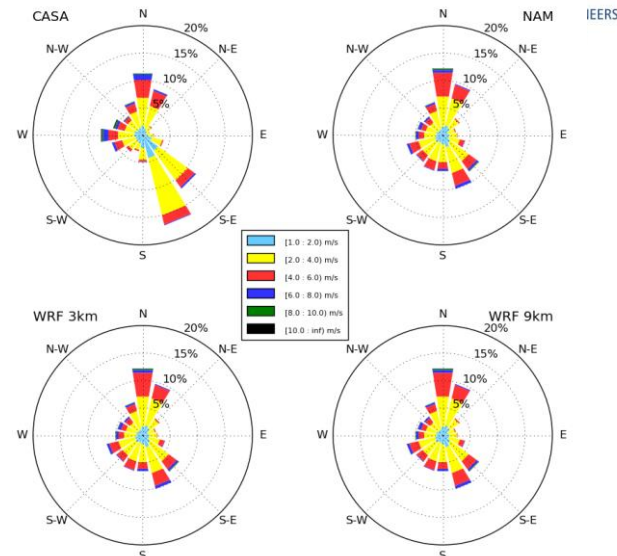 CASA
N
20%
15%
10%
5%
N-W
N-E
W
E
S-W
S-E
S
NAM
IEERS
N
20%
15%
10%
5%
N-W
N-E
W
E
S-W
S-E
S
[1.0 : 2.0) m/s
[2.0 : 4.0) m/s
[4.0 : 6.0) m/s
[6.0 : 8.0) m/s
[8.0 : 10.0) m/s
[10.0 : inf) m/s
WRF 3km
N
20%
15%
10%
5%
N-W
N-E
W
E
S-W
S-E
S
WRF 9km
N
20%
15%
10%
5%
N-W
N-E
W
E
S-W
S-E
S